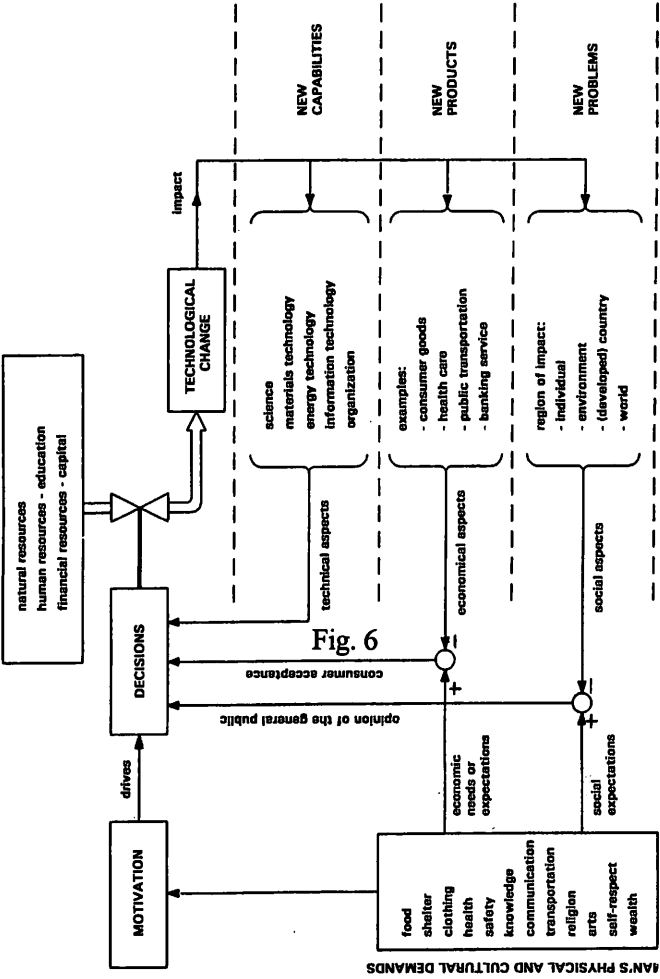 natural resources
human resources - education
financial resources - capital
MOTIVATION
drives
DECISIONS
TECHNOLOGICAL
CHANGE
impact
technical aspects
science
materials technology
energy technology
information technology
organization
NEW
CAPABILITIES
Fig. 6
consumer acceptance
economical aspects
examples:
- consumer goods
- health care
- public transportation
- banking service
NEW
PRODUCTS
opinion of the general public
social aspects
region of impact:
- individual
- environment
- (developed) country
- world
NEW
PROBLEMS
+
−
+
−
economic
needs or
expectations
social
expectations
food
shelter
clothing
health
safety
knowledge
communication
transportation
religion
arts
self-respect
wealth
PHYSICAL AND CULTURAL DEMANDS